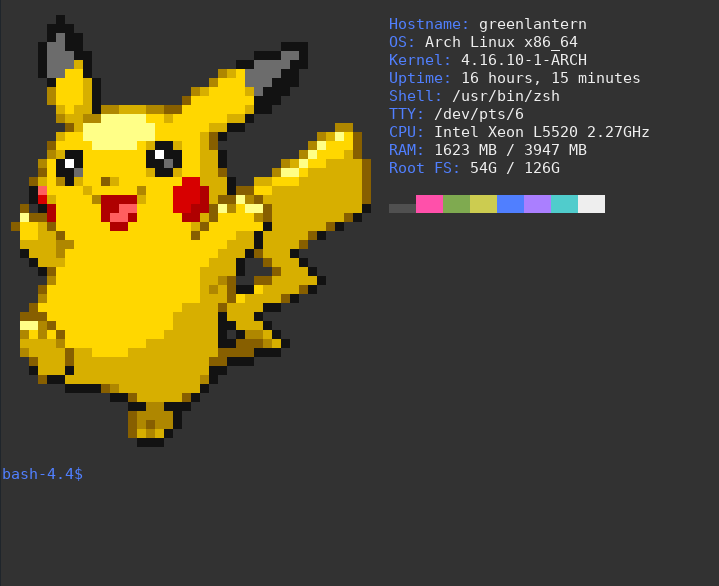 Hostname: greenlantern
OS: Arch Linux x86_64
Kernel: 4.16.10-1-ARCH
Uptime: 16 hours, 15 minutes
Shell: /usr/bin/zsh
TTY: /dev/pts/6
CPU: Intel Xeon L5520 2.27GHz
RAM: 1623 MB / 3947 MB
Root FS: 54G / 126G
bash-4.4$